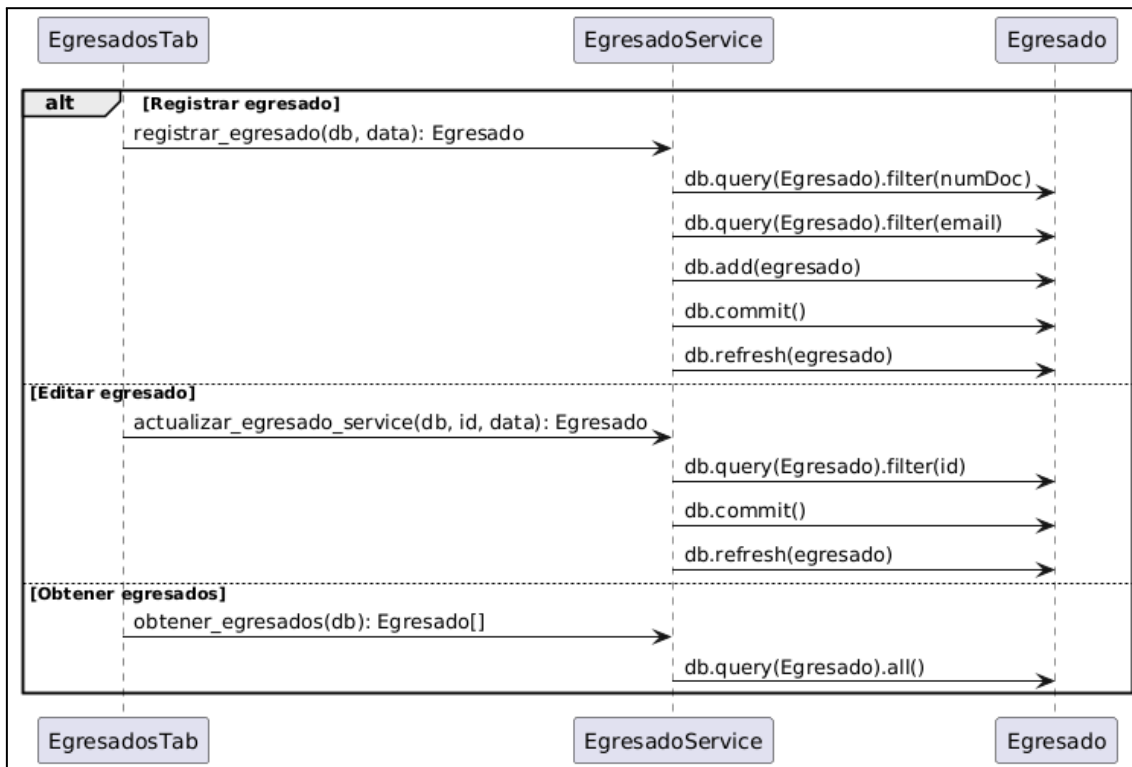 EgresadosTab EgresadoService Egresado
alt [Registrar egresado]
registrar_egresado(db, data): Egresado
db.query(Egresado).filter(numDoc)
db.query(Egresado).filter(email)
db.add(egresado)
db.commit()
db.refresh(egresado)
[Editar egresado]
actualizar_egresado_service(db, id, data): Egresado
db.query(Egresado).filter(id)
db.commit()
db.refresh(egresado)
[Obtener egresados]
obtener_egresados(db): Egresado[]
db.query(Egresado).all()
EgresadosTab EgresadoService Egresado